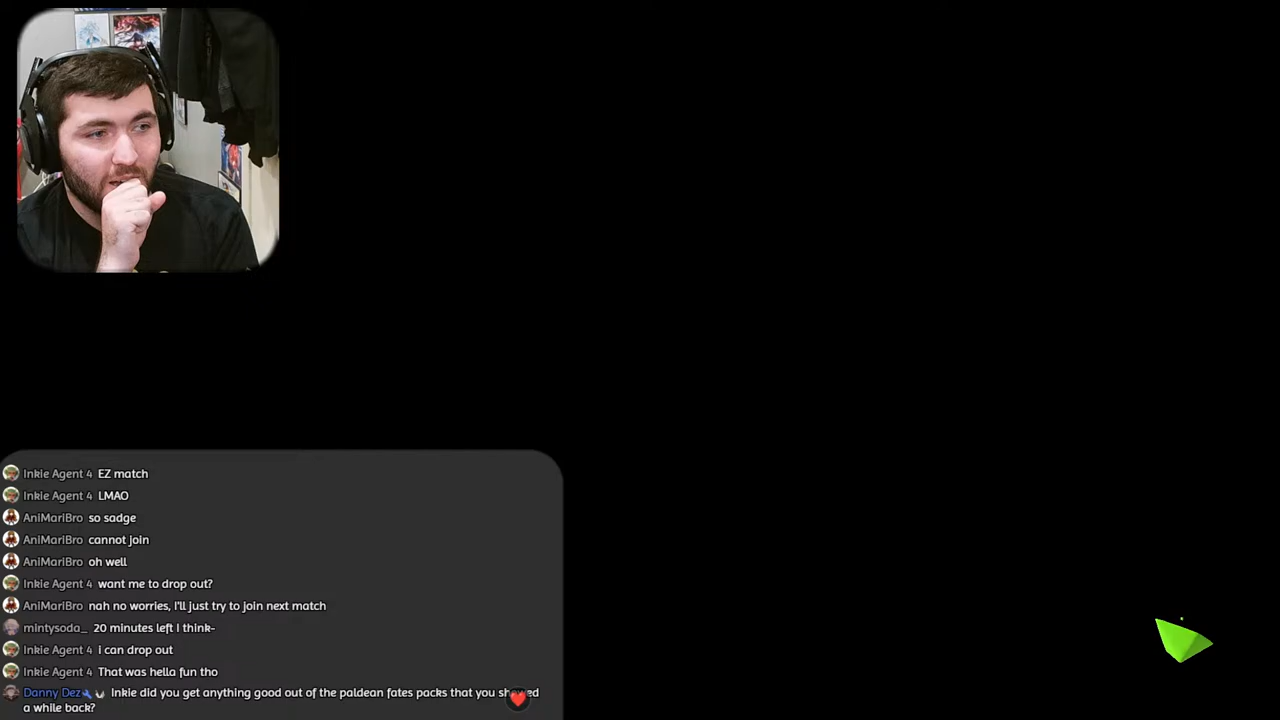 Inkie Agent 4 EZ match
Inkie Agent 4 LMAO
AniMariBro so sadge
AniMariBro cannot join
AniMariBro oh well
Inkie Agent 4 want me to drop out?
AniMariBro nah no worries, I'll just try to join next match
mintysoda_ 20 minutes left I think-
Inkie Agent 4 i can drop out
Inkie Agent 4 That was hella fun tho
Danny Dez Inkie did you get anything good out of the paldean fates packs that you showed
a while back?